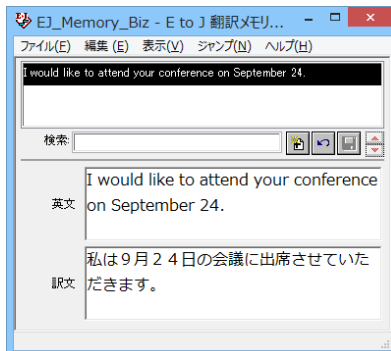 EJ_Memory_Biz - E to J 翻訳メモリ...
ファイル(F) 編集 (E) 表示(V) ジャンプ(N) ヘルプ(H)
I would like to attend your conference on September 24.
検索:
英文
I would like to attend your conference
on September 24.
訳文
私は９月２４日の会議に出席させていた
だきます。